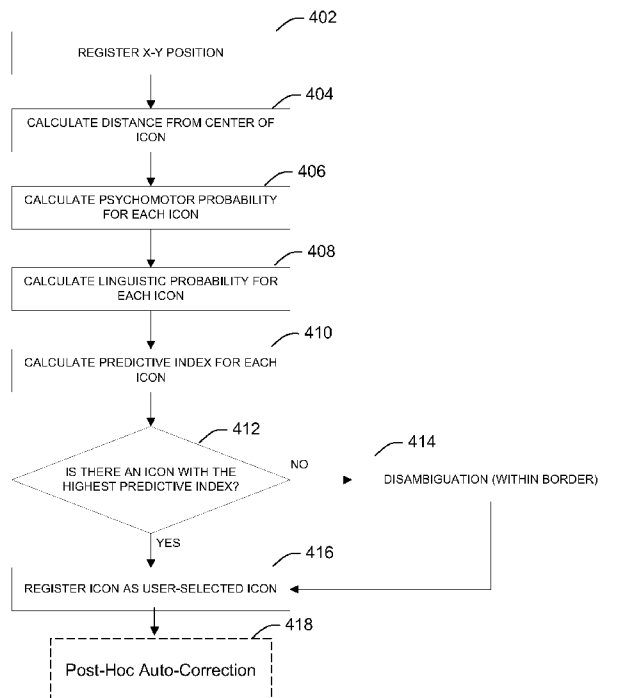 402
REGISTER X-Y POSITION
404
CALCULATE DISTANCE FROM CENTER OF
ICON
406
CALCULATE PSYCHOMOTOR PROBABILITY
FOR EACH ICON
408
CALCULATE LINGUISTIC PROBABILITY FOR
EACH ICON
410
CALCULATE PREDICTIVE INDEX FOR EACH
ICON
412
IS THERE AN ICON WITH THE
HIGHEST PREDICTIVE INDEX?
NO
414
DISAMBIGUATION (WITHIN BORDER)
YES
416
REGISTER ICON AS USER-SELECTED ICON
418
Post-Hoc Auto-Correction